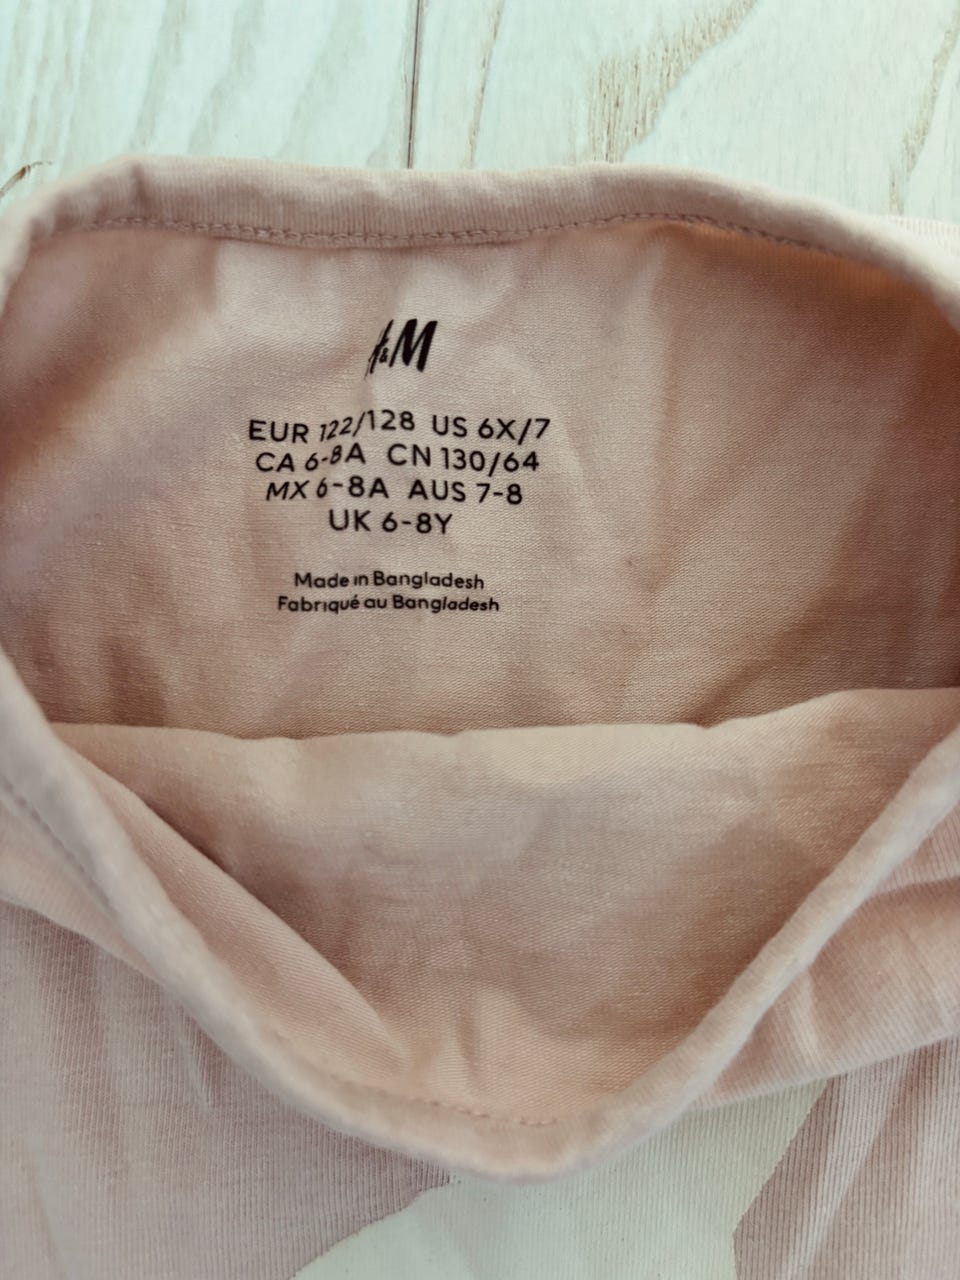 H&M
EUR 122/128 US 6X/7
CA 6-8A CN 130/64
MX 6-8A AUS 7-8
UK 6-8Y
Made in Bangladesh
Fabriqué au Bangladesh